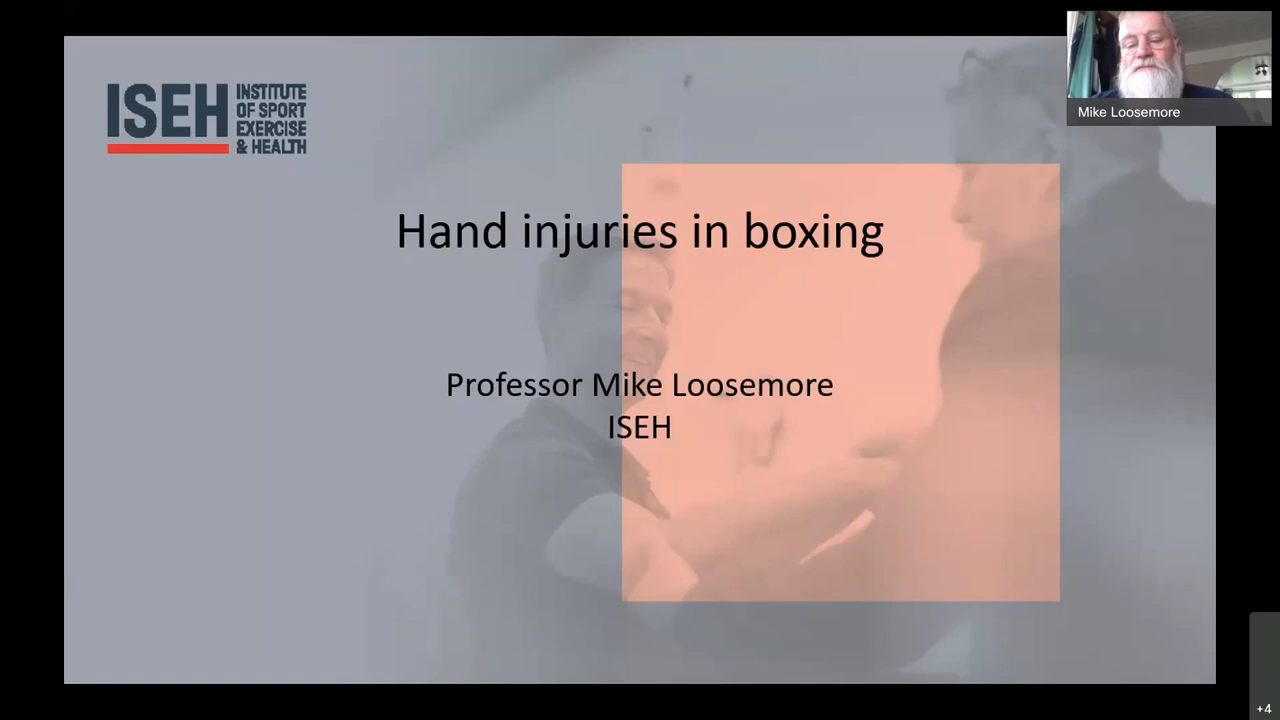 ISEH
INSTITUTE
OF SPORT
EXERCISE
& HEALTH
Mike Loosemore
Hand injuries in boxing
Professor Mike Loosemore
ISEH
+4